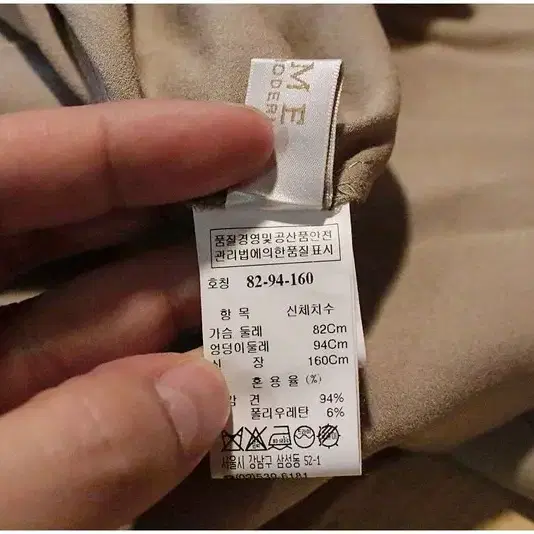 ME
MODER
품질경영및공산품안전
관리법에의한품질표시
호칭 82-94-160
항 목 신체치수
가슴 둘레 82Cm
엉덩이둘레 94Cm
신 장 160Cm
혼 용 율 (%)
견 94%
폴리우레탄 6%
서울시 강남구 삼성동 52-1